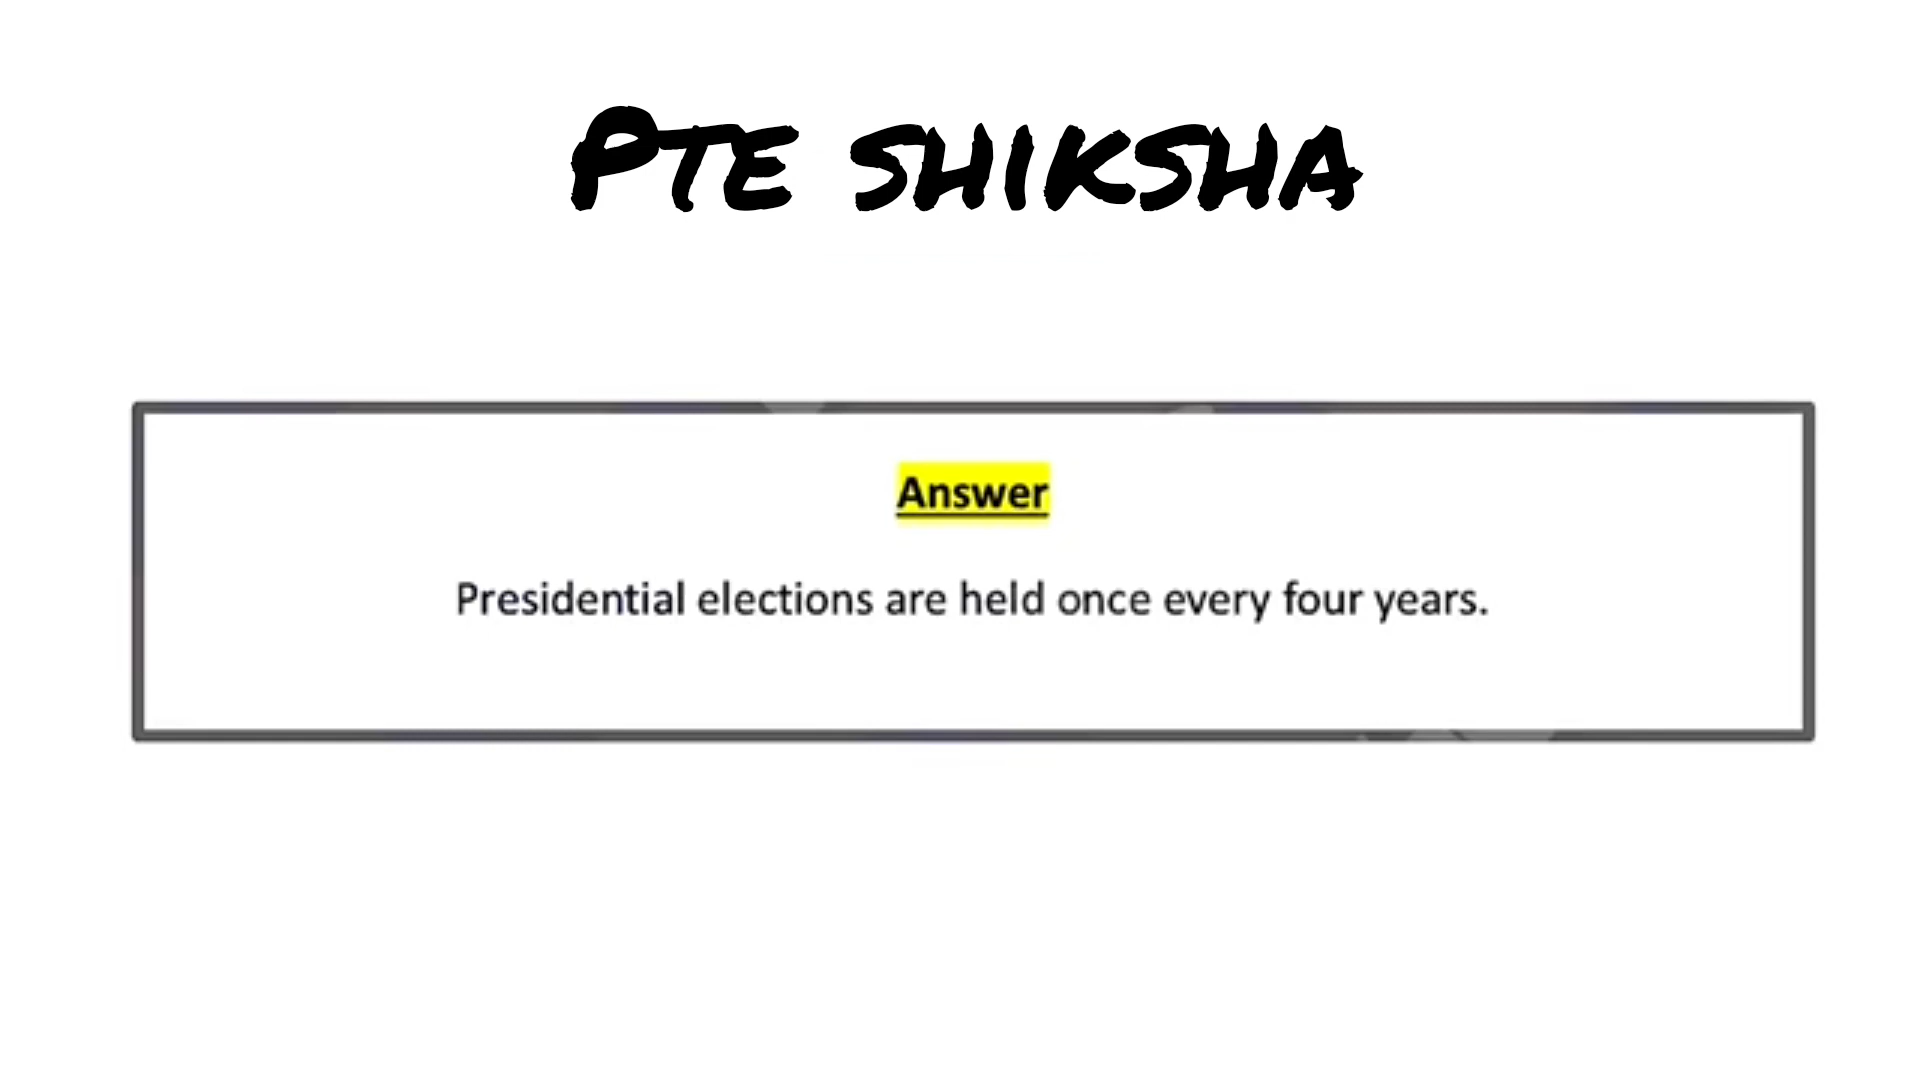 Pte shiksha
Answer
Presidential elections are held once every four years.